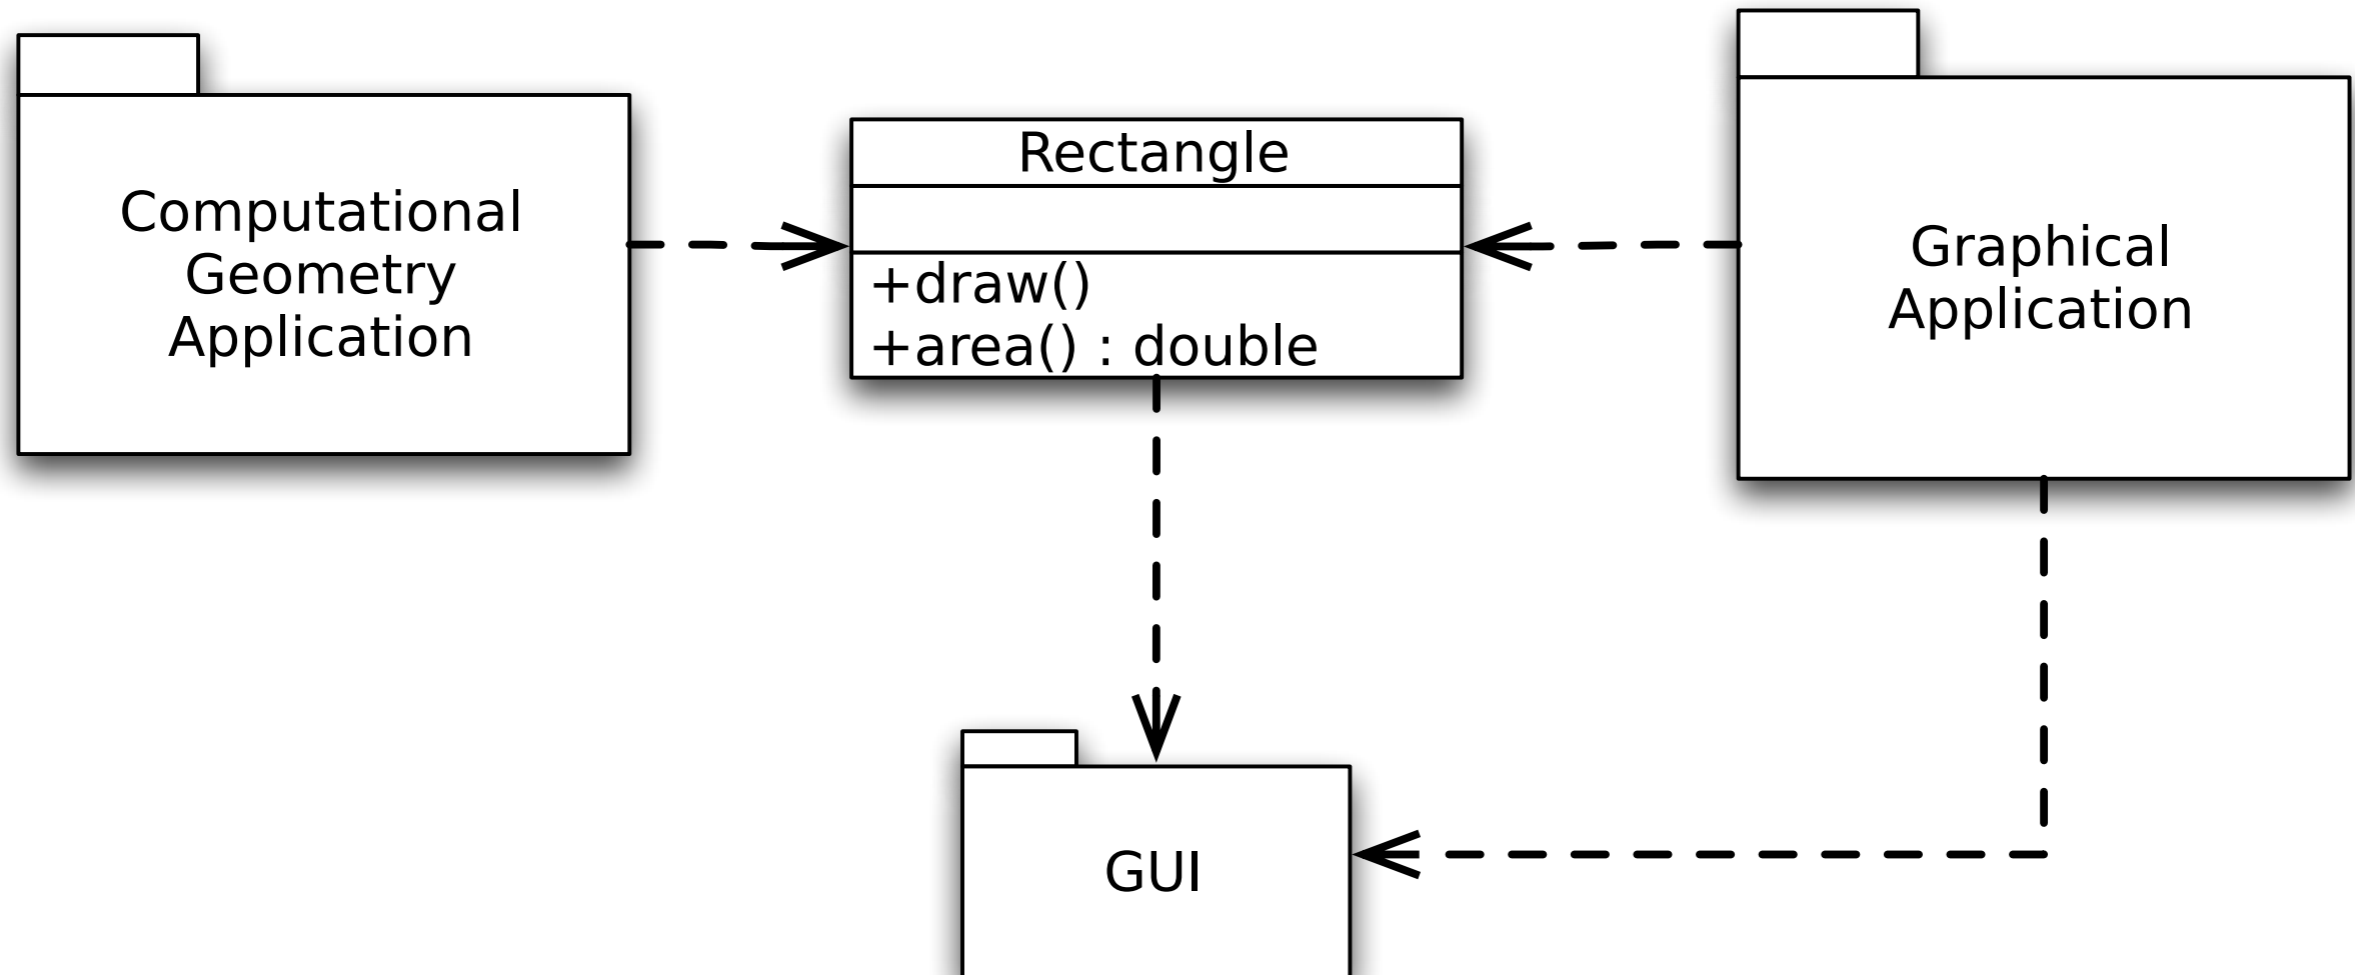 Computational
Geometry
Application
Rectangle
+draw()
+area() : double
Graphical
Application
GUI